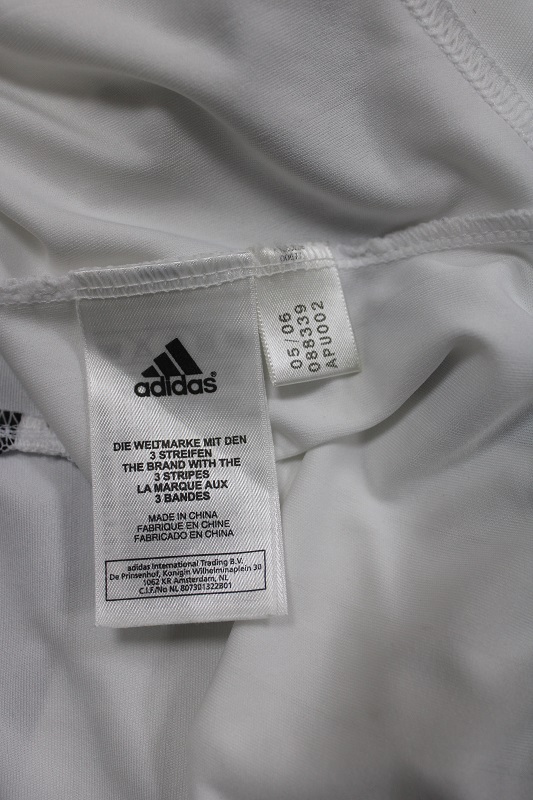 adidas®
DIE WELTMARKE MIT DEN
3 STREIFEN
THE BRAND WITH THE
3 STRIPES
LA MARQUE AUX
3 BANDES
MADE IN CHINA
FABRIQUE EN CHINE
FABRICADO EN CHINA
adidas International Trading B.V.
De Prinsenhof, Konigin Wilhelminaplein 30
1062 KR Amsterdam, NL
C.I.F./No NL 807301322B01
05/06
088339
APU002